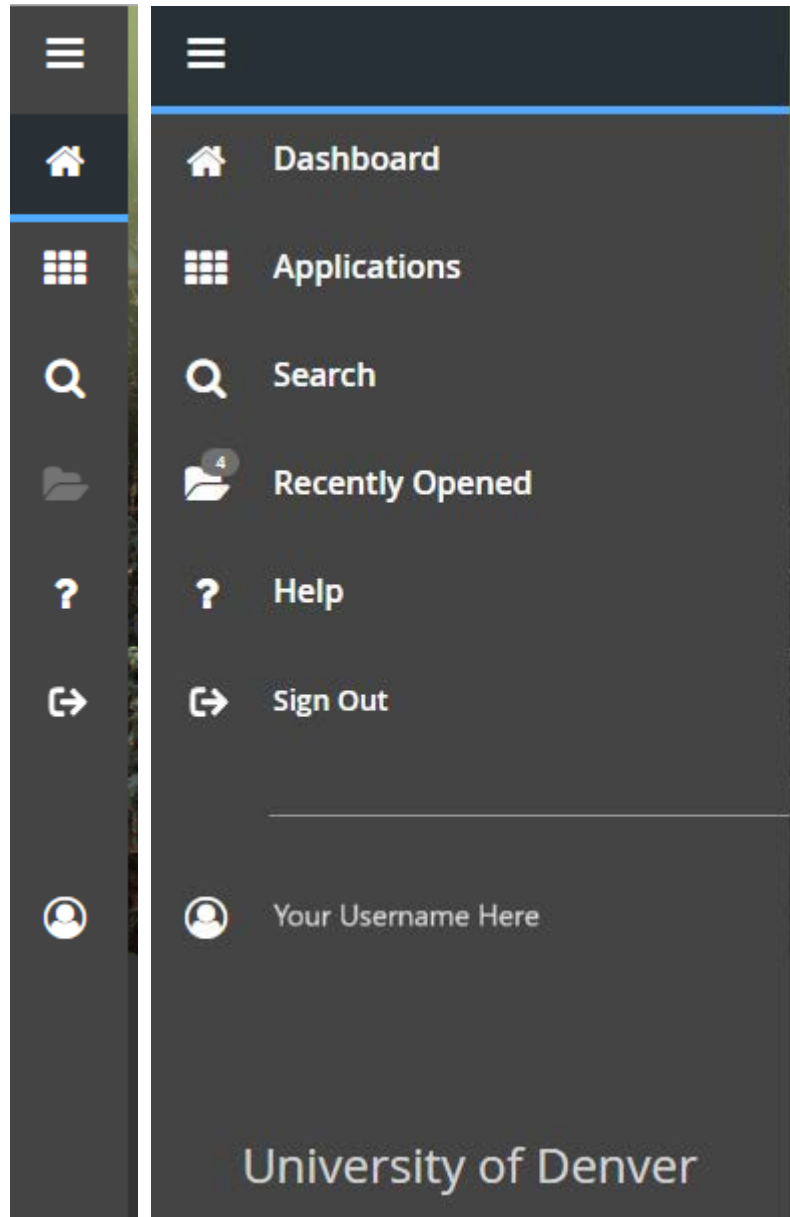 Dashboard
Applications
Search
4
Recently Opened
? ? Help
Sign Out
Your Username Here
University of Denver